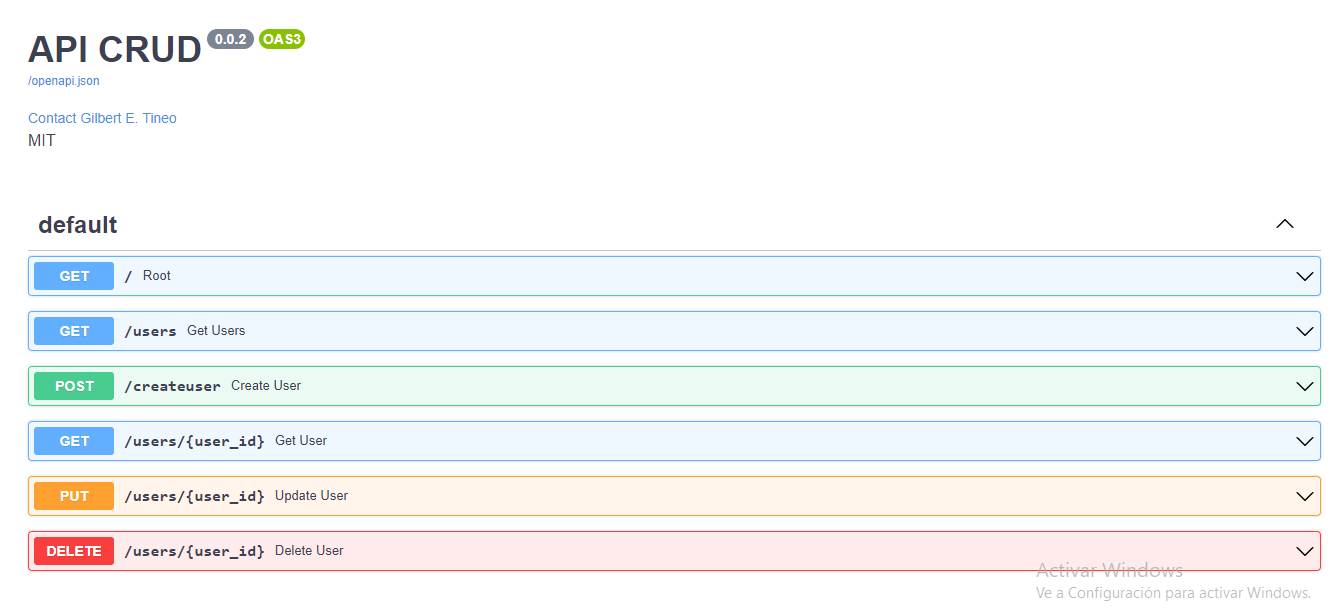 API CRUD 0.0.2 OAS3
/openapi.json
Contact Gilbert E. Tineo
MIT
default
GET / Root
GET /users Get Users
POST /createuser Create User
GET /users/{user_id} Get User
PUT /users/{user_id} Update User
DELETE /users/{user_id} Delete User
Activar Windows
Ve a Configuración para activar Windows.